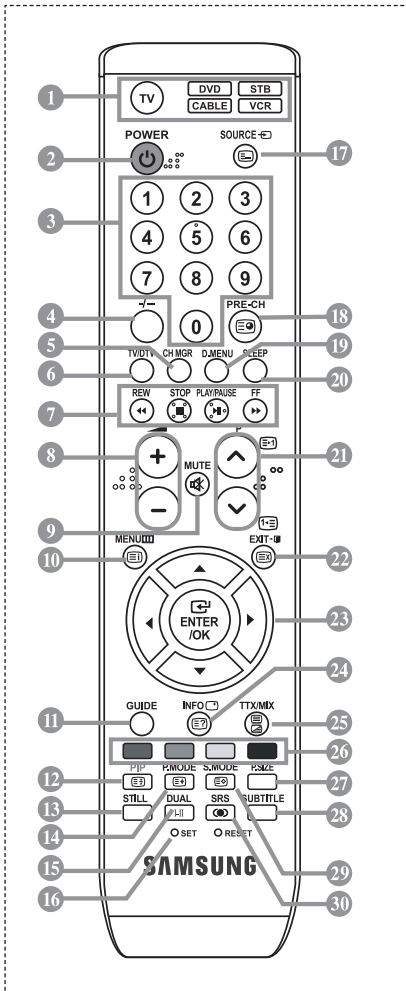 1 TV DVD STB
CABLE VCR
POWER SOURCE
2 17
3 1 2 3
4 5 6
7 8 9
-/-- PRE-CH
4 0 18
5 19
TV/DTV CH MGR D.MENU SLEEP
6 20
REW STOP PLAY/PAUSE FF
7
P
8 + 21
MUTE
9 −
MENU EXIT
10 22
ENTER
/OK
23
24
GUIDE INFO TTX/MIX
11 25
26
PIP P.MODE S.MODE P.SIZE
12 27
STILL DUAL SRS SUBTITLE
13 I-II 28
14
SET RESET
15 29
16 SAMSUNG 30